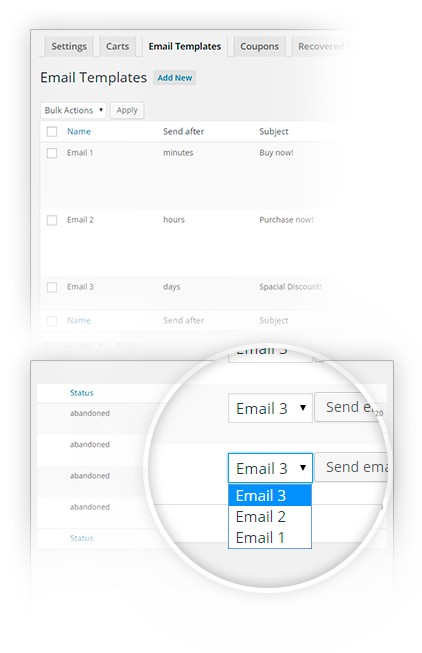 Settings Carts Email Templates Coupons Recovered
Email Templates Add New
Bulk Actions Apply
Name Send after Subject
Email 1 minutes Buy now!
Email 2 hours Purchase now!
Email 3 days Spacial Discount!
Name Send after Subject
Bulk Actions Apply
Email 3
Status
Email 3 Send em 20
abandoned
abandoned
Email 3 Send ema
abandoned
Email 3
abandoned
Email 2
Status
Email 1